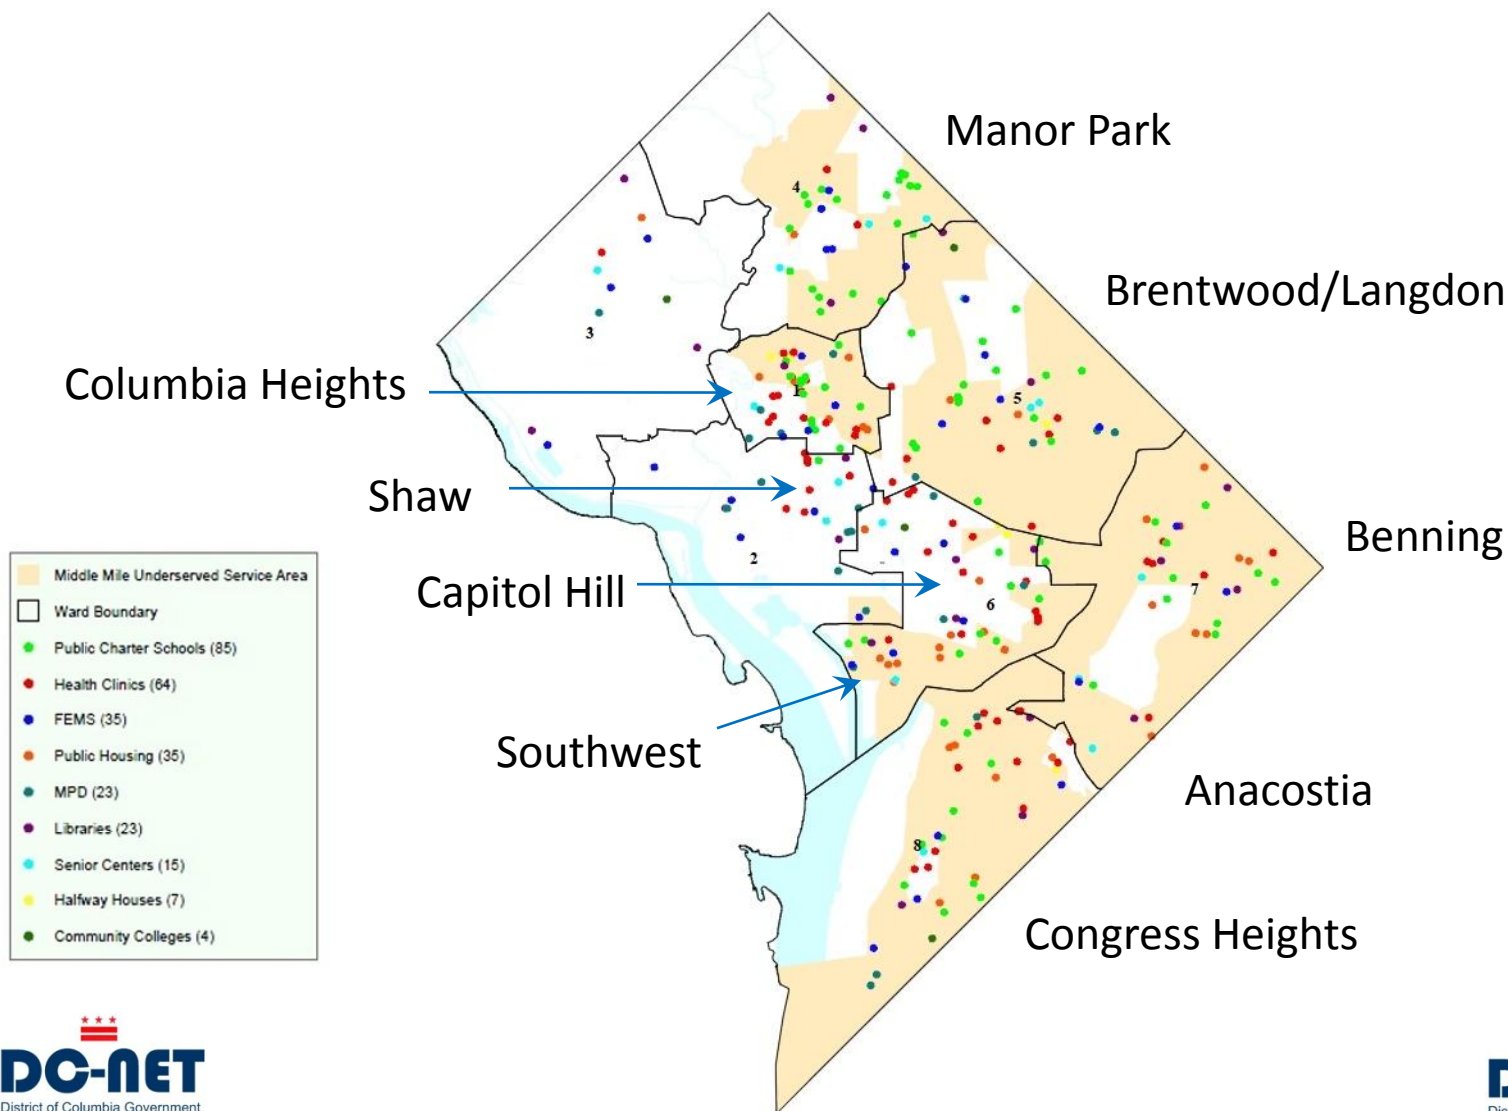 Manor Park
4
Brentwood/Langdon
3
Columbia Heights
1
5
Shaw
Benning
2
Capitol Hill
7
6
Southwest
Anacostia
8
Congress Heights
Middle Mile Underserved Service Area
Ward Boundary
Public Charter Schools (85)
Health Clinics (64)
FEMS (35)
Public Housing (35)
MPD (23)
Libraries (23)
Senior Centers (15)
Halfway Houses (7)
Community Colleges (4)
DC-NET
District of Columbia Government